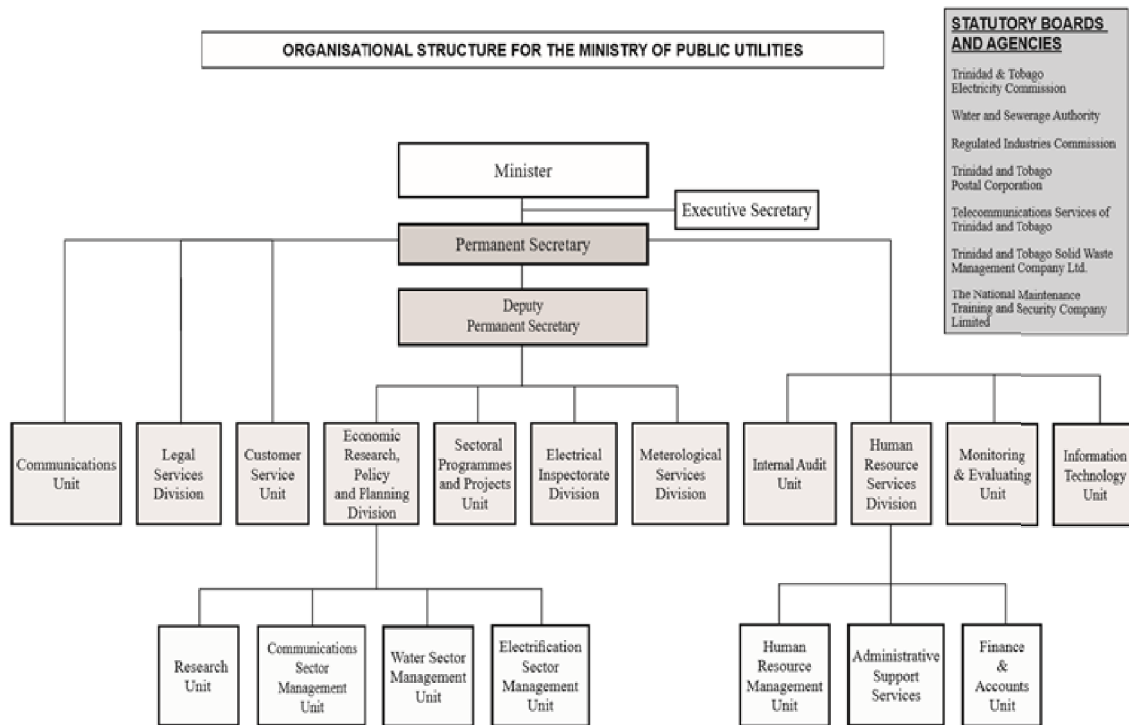 ORGANISATIONAL STRUCTURE FOR THE MINISTRY OF PUBLIC UTILITIES
STATUTORY BOARDS
AND AGENCIES
Trinidad & Tobago
Electricity Commission
Water and Sewerage Authority
Regulated Industries Commission
Trinidad and Tobago
Postal Corporation
Telecommunications Services of
Trinidad and Tobago
Trinidad and Tobago Solid Waste
Management Company Ltd.
The National Maintenance
Training and Security Company
Limited
Minister
Executive Secretary
Permanent Secretary
Deputy
Permanent Secretary
Communications
Unit
Legal
Services
Division
Customer
Service
Unit
Economic
Research,
Policy
and Planning
Division
Sectoral
Programmes
and Projects
Unit
Electrical
Inspectorate
Division
Meterological
Services
Division
Internal Audit
Unit
Human
Resource
Services
Division
Monitoring
& Evaluating
Unit
Information
Technology
Unit
Research
Unit
Communications
Sector
Management
Unit
Water Sector
Management
Unit
Electrification
Sector
Management
Unit
Human
Resource
Management
Unit
Administrative
Support
Services
Finance
&
Accounts
Unit